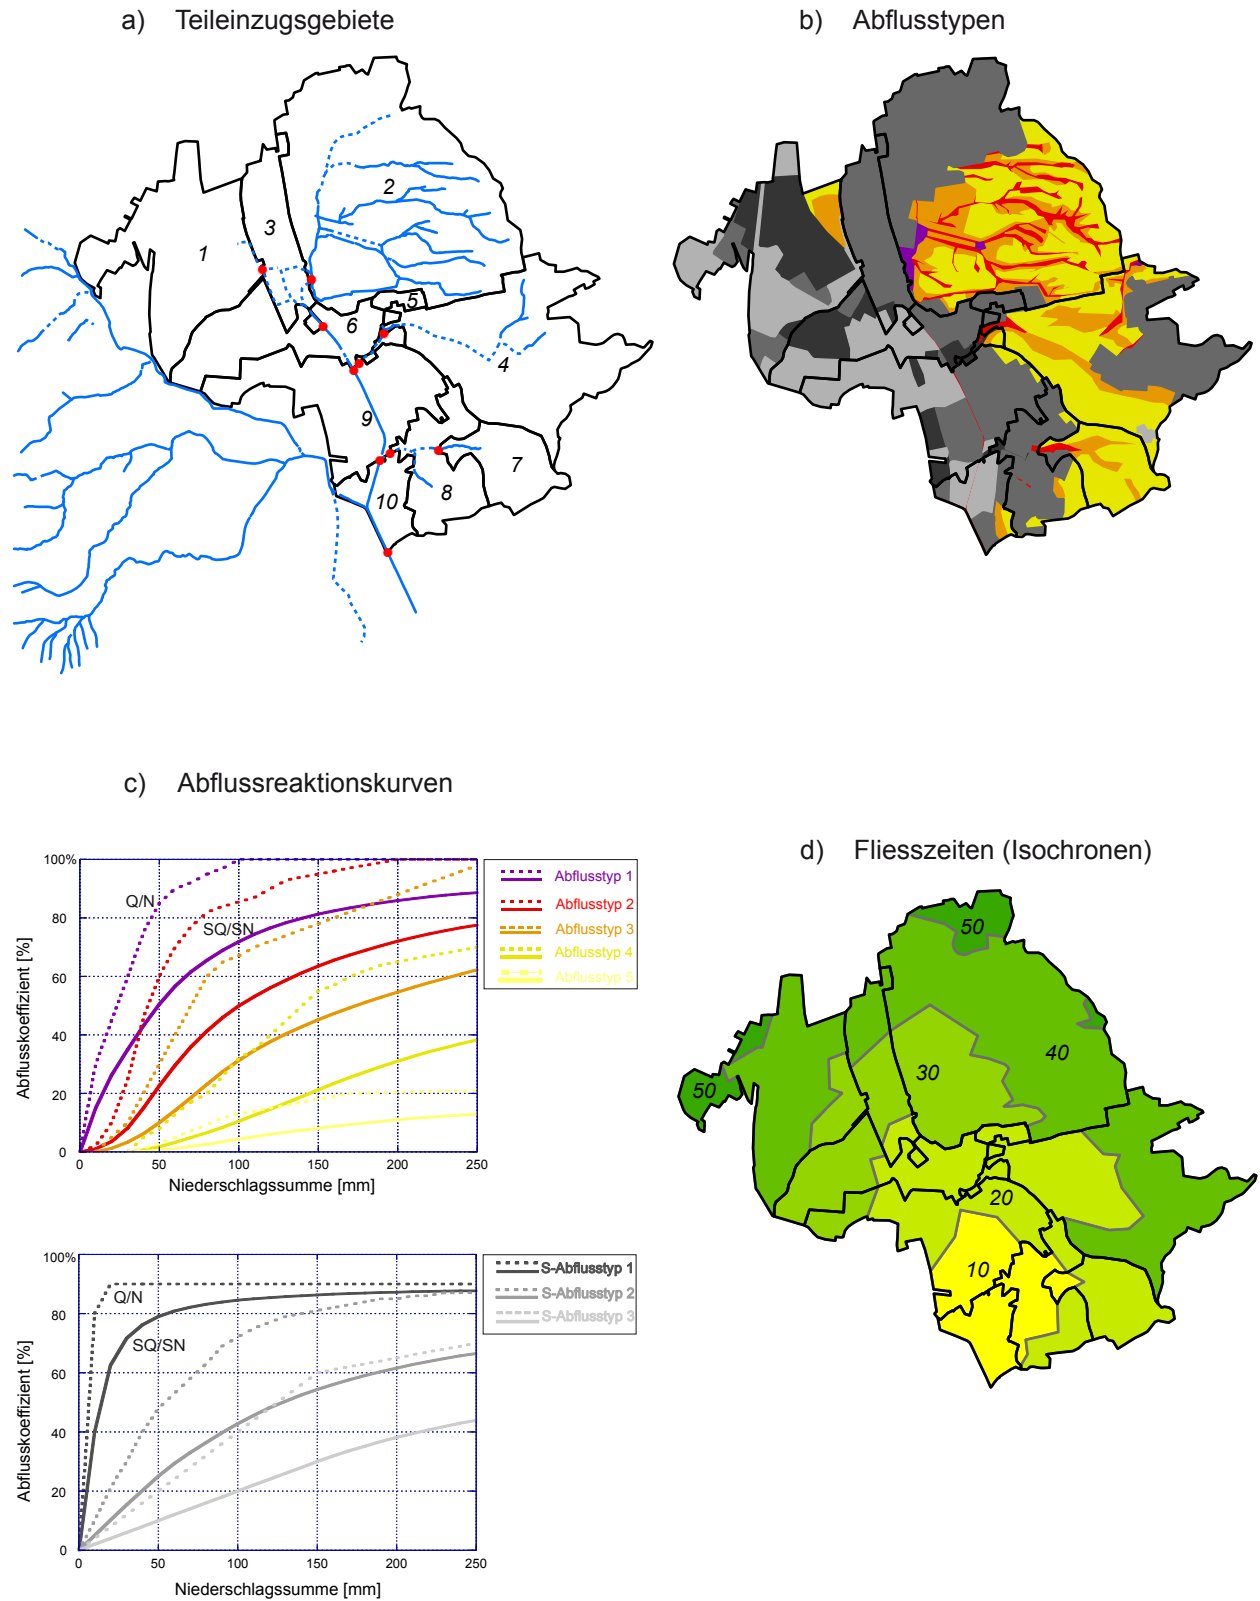 a) Teileinzugsgebiete
b) Abflusstypen
1
2
3
4
5
6
7
8
9
10
c) Abflussreaktionskurven
100%
80
60
40
20
0
0 50 100 150 200 250
Abflusskoeffizient [%]
Niederschlagssumme [mm]
Q/N
SQ/SN
Abflusstyp 1
Abflusstyp 2
Abflusstyp 3
Abflusstyp 4
Abflusstyp 5
d) Fliesszeiten (Isochronen)
50
40
30
50
20
10
100%
80
60
40
20
0
0 50 100 150 200 250
Abflusskoeffizient [%]
Niederschlagssumme [mm]
Q/N
SQ/SN
S-Abflusstyp 1
S-Abflusstyp 2
S-Abflusstyp 3